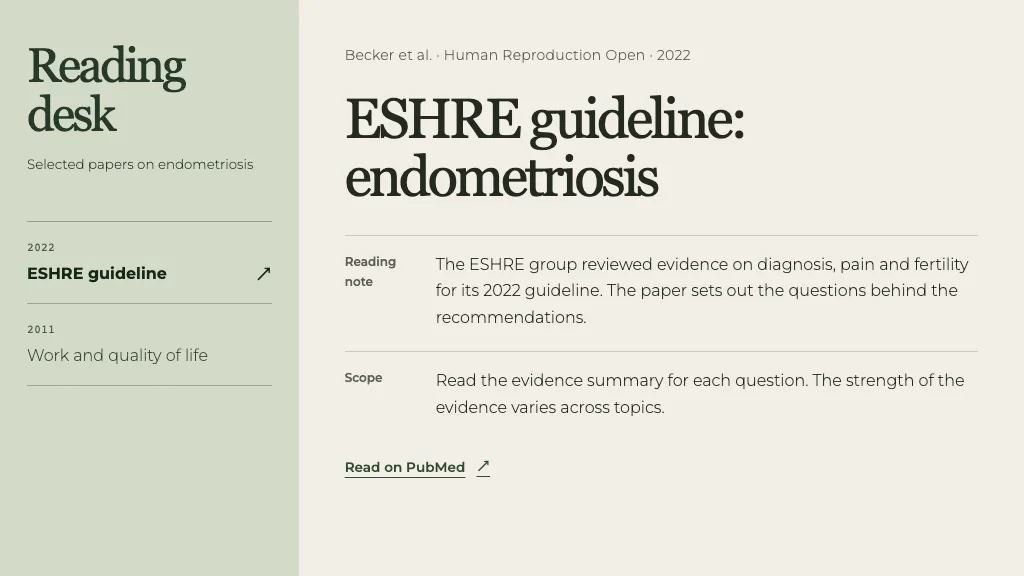 Reading
desk
Selected papers on endometriosis
2022
ESHRE guideline ↗
2011
Work and quality of life
Becker et al. · Human Reproduction Open · 2022
ESHRE guideline:
endometriosis
Reading
note
The ESHRE group reviewed evidence on diagnosis, pain and fertility
for its 2022 guideline. The paper sets out the questions behind the
recommendations.
Scope
Read the evidence summary for each question. The strength of the
evidence varies across topics.
Read on PubMed ↗